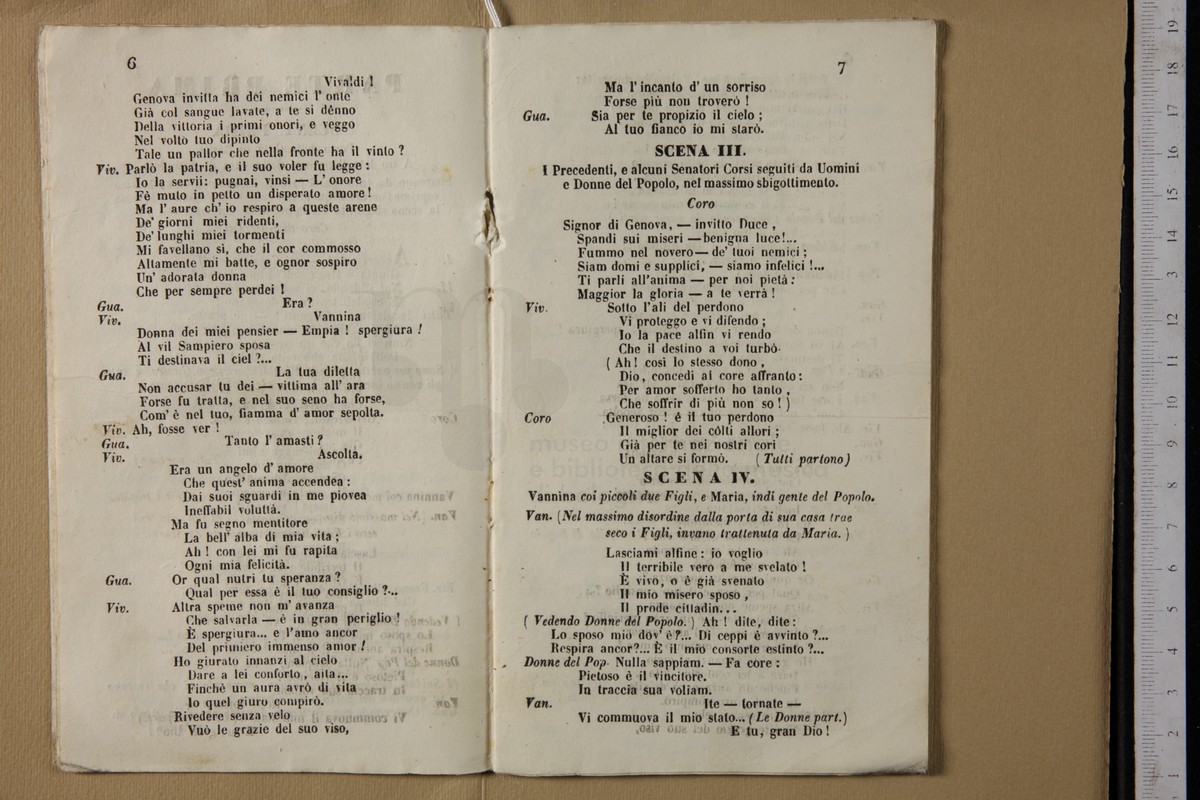 6
Vivaldi !
Genova invitta ha dei nemici l' onte
Già col sangue lavate, a te si dènno
Della vittoria i primi onori, e veggo
Nel volto tuo dipinto
Tale un pallor che nella fronte ha il vinto ?
Viv. Parlò la patria, e il suo voler fu legge :
Io la servii: pugnai, vinsi — L' onore
Fè muto in petto un disperato amore !
Ma l' aure ch' io respiro a queste arene
De' giorni miei ridenti,
De' lunghi miei tormenti
Mi favellano sì, che il cor commosso
Altamente mi batte, e ognor sospiro
Un' adorata donna
Che per sempre perdei !
Gua. Era ?
Viv. Vannina
Donna dei miei pensier — Empia ! spergiura !
Al vil Sampiero sposa
Ti destinava il ciel ?...
Gua. La tua diletta
Non accusar tu dei — vittima all' ara
Forse fu tratta, e nel suo seno ha forse,
Com' è nel tuo, fiamma d' amor sepolta.
Viv. Ah, fosse ver !
Gua. Tanto l' amasti ?
Viv. Ascolta.
Era un angelo d' amore
Che quest' anima accendea :
Dai suoi sguardi in me piovea
Ineffabil voluttà.
Ma fu segno mentitore
La bell' alba di mia vita ;
Ah ! con lei mi fu rapita
Ogni mia felicità.
Gua. Or qual nutri tu speranza ?
Qual per essa è il tuo consiglio ?...
Viv. Altra speme non m' avanza
Che salvarla — è in gran periglio !
È spergiura... e l'amo ancor
Del primiero immenso amor !
Ho giurato innanzi al cielo
Dare a lei conforto, aita...
Finchè un aura avrò di vita
Io quel giuro compirò.
Rivedere senza velo
Vuò le grazie del suo viso,
7
Ma l' incanto d' un sorriso
Forse più non troverò !
Gua. Sia per te propizio il cielo ;
Al tuo fianco io mi starò.
SCENA III.
I Precedenti, e alcuni Senatori Corsi seguiti da Uomini
e Donne del Popolo, nel massimo sbigottimento.
Coro
Signor di Genova, — invitto Duce ,
Spandi sui miseri — benigna luce!...
Fummo nel novero — de' tuoi nemici ;
Siam domi e supplici, — siamo infelici !...
Ti parli all'anima — per noi pietà :
Maggior la gloria — a te verrà !
Viv. Sotto l'ali del perdono
Vi proteggo e vi difendo ;
Io la pace alfin vi rendo
Che il destino a voi turbò.
( Ah ! così lo stesso dono ,
Dio, concedi al core affranto :
Per amor sofferto ho tanto ,
Che soffrir di più non so ! )
Coro Generoso ! é il tuo perdono
Il miglior dei côlti allori ;
Già per te nei nostri cori
Un altare si formò. ( Tutti partono)
SCENA IV.
Vannina coi piccoli due Figli, e Maria, indi gente del Popolo.
Van. (Nel massimo disordine dalla porta di sua casa trae
seco i Figli, invano trattenuta da Maria. )
Lasciami alfine : io voglio
Il terribile vero a me svelato !
È vivo, o è già svenato
Il mio misero sposo ,
Il prode cittadin...
( Vedendo Donne del Popolo. ) Ah ! dite, dite :
Lo sposo mio dov' è ?... Di ceppi è avvinto ?...
Respira ancor?... È il mio consorte estinto ?...
Donne del Pop. Nulla sappiam. — Fa core :
Pietoso è il vincitore.
In traccia sua voliam.
Van. Ite — tornate —
Vi commuova il mio stato... (Le Donne part.)
E tu, gran Dio !